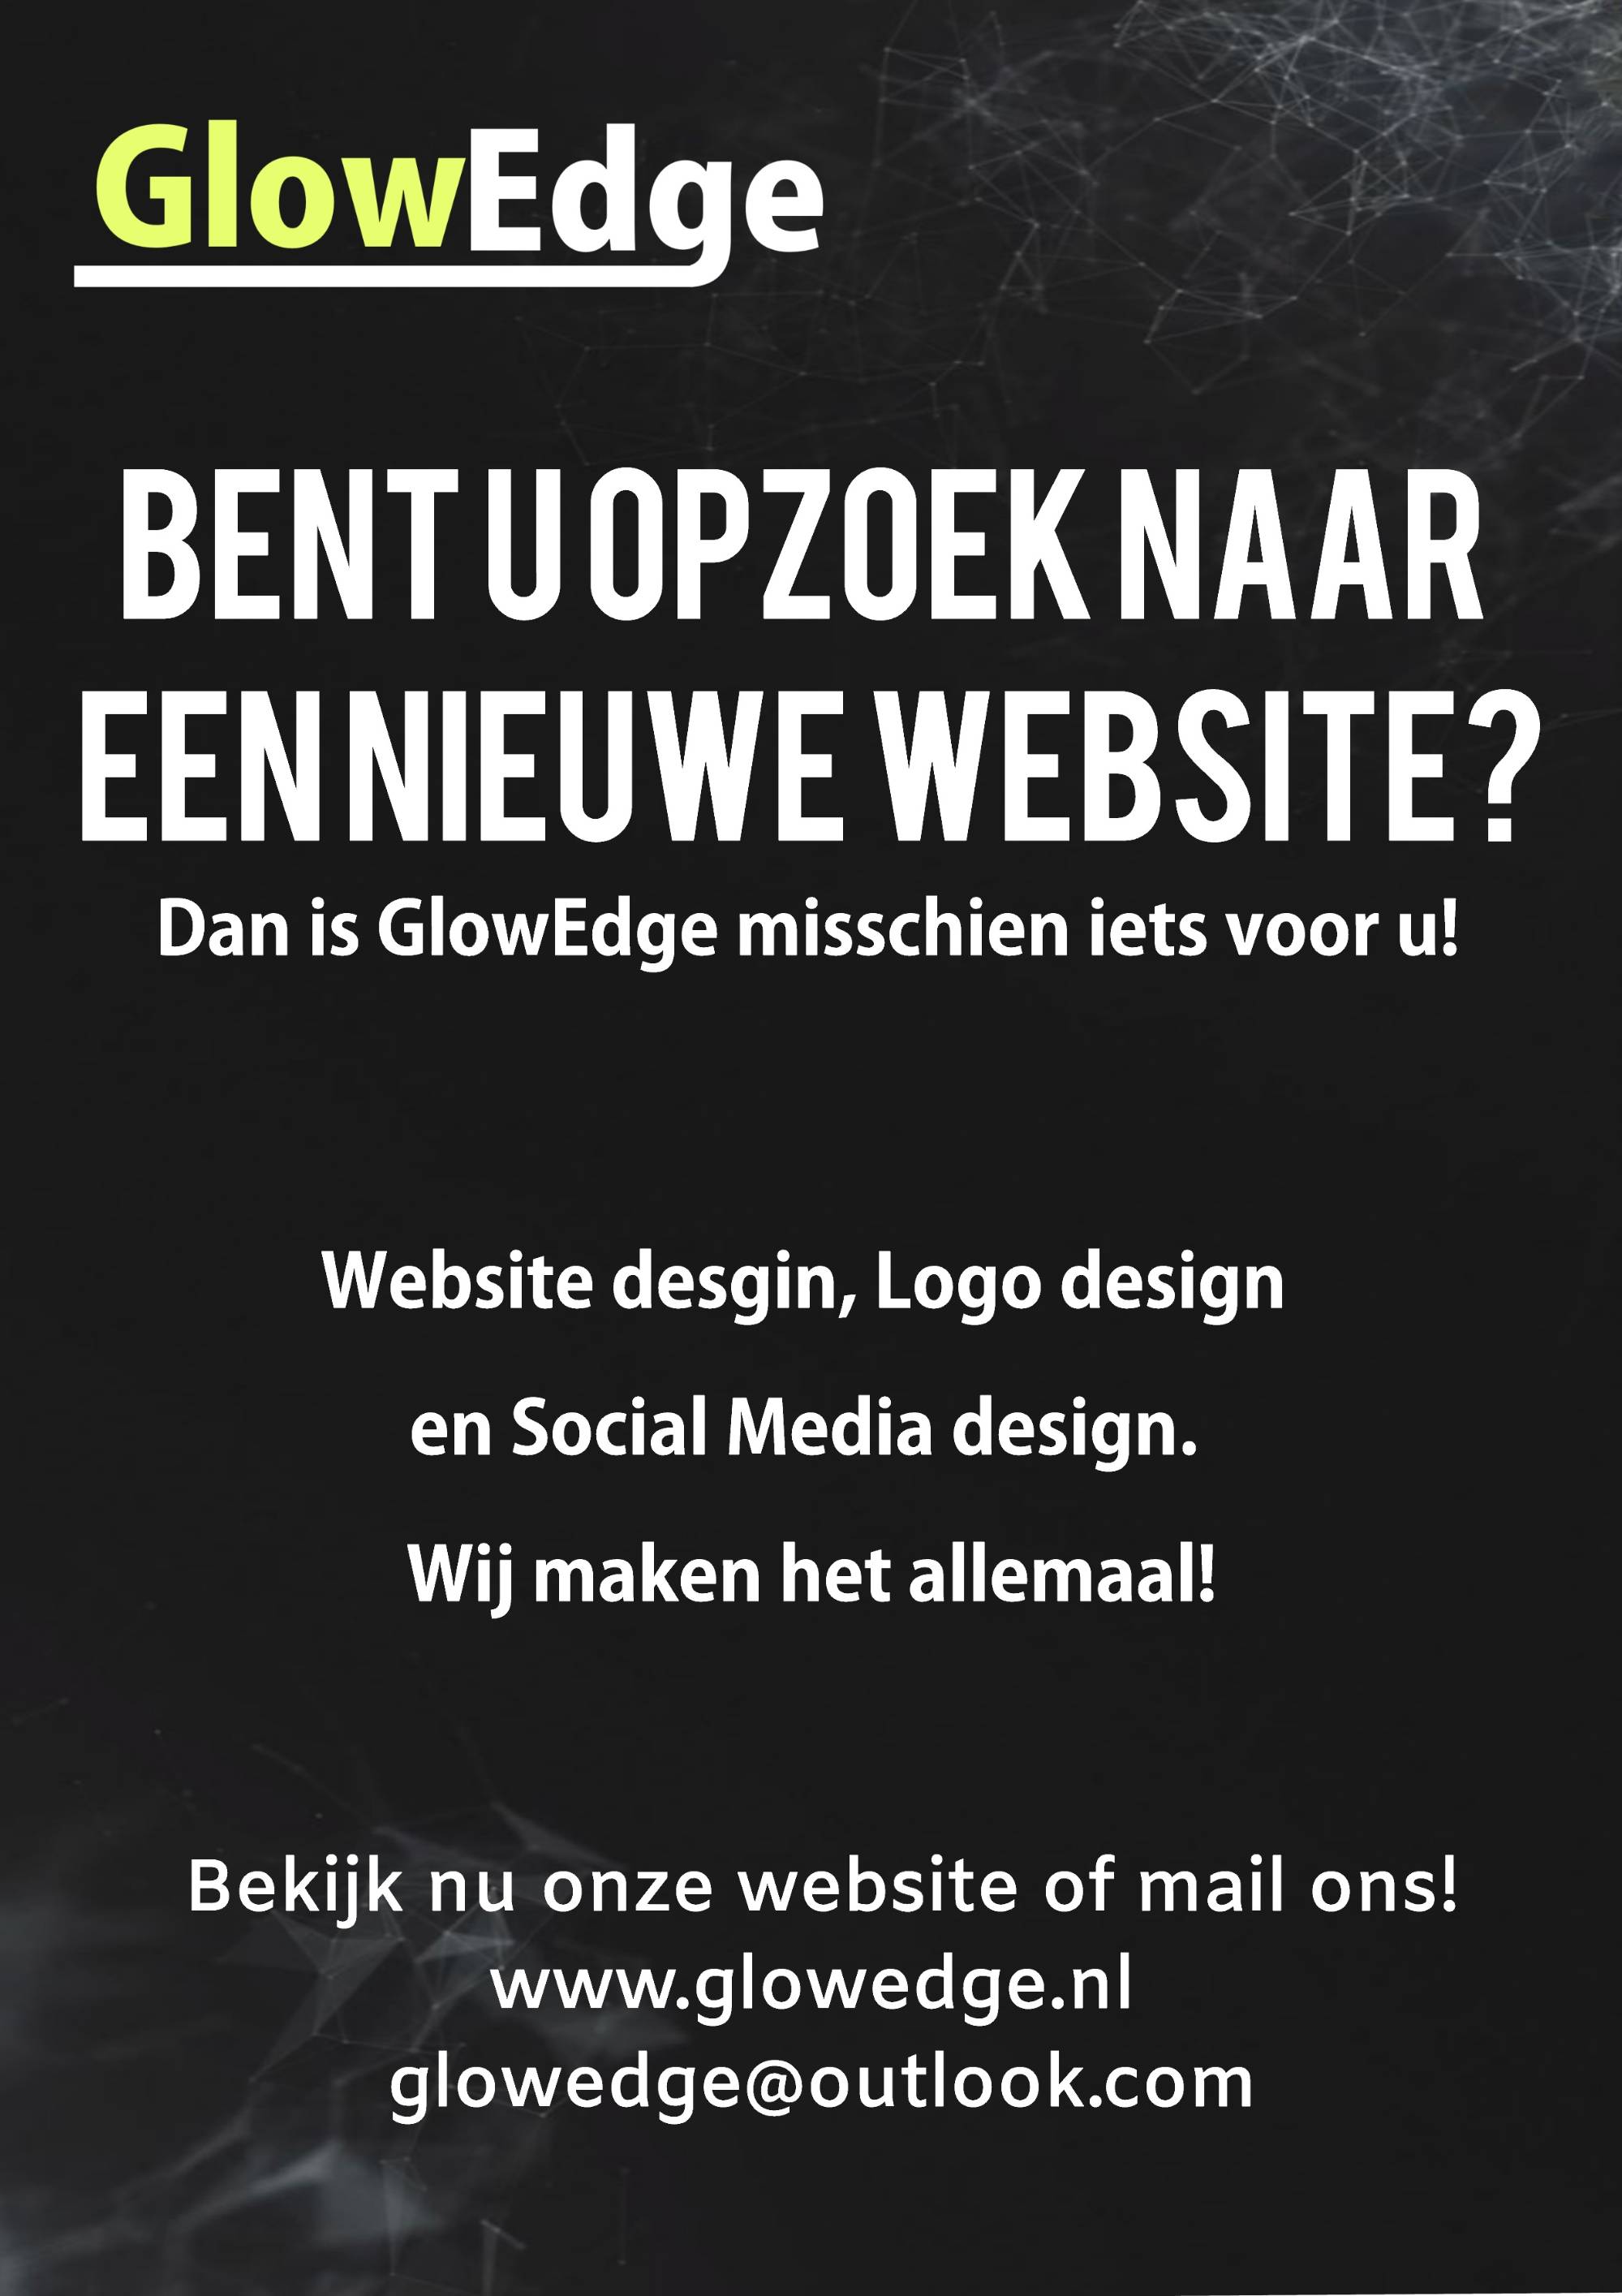 GlowEdge
BENT U OPZOEK NAAR
EEN NIEUWE WEBSITE?
Dan is GlowEdge misschien iets voor u!
Website desgin, Logo design
en Social Media design.
Wij maken het allemaal!
Bekijk nu onze website of mail ons!
www.glowedge.nl
glowedge@outlook.com